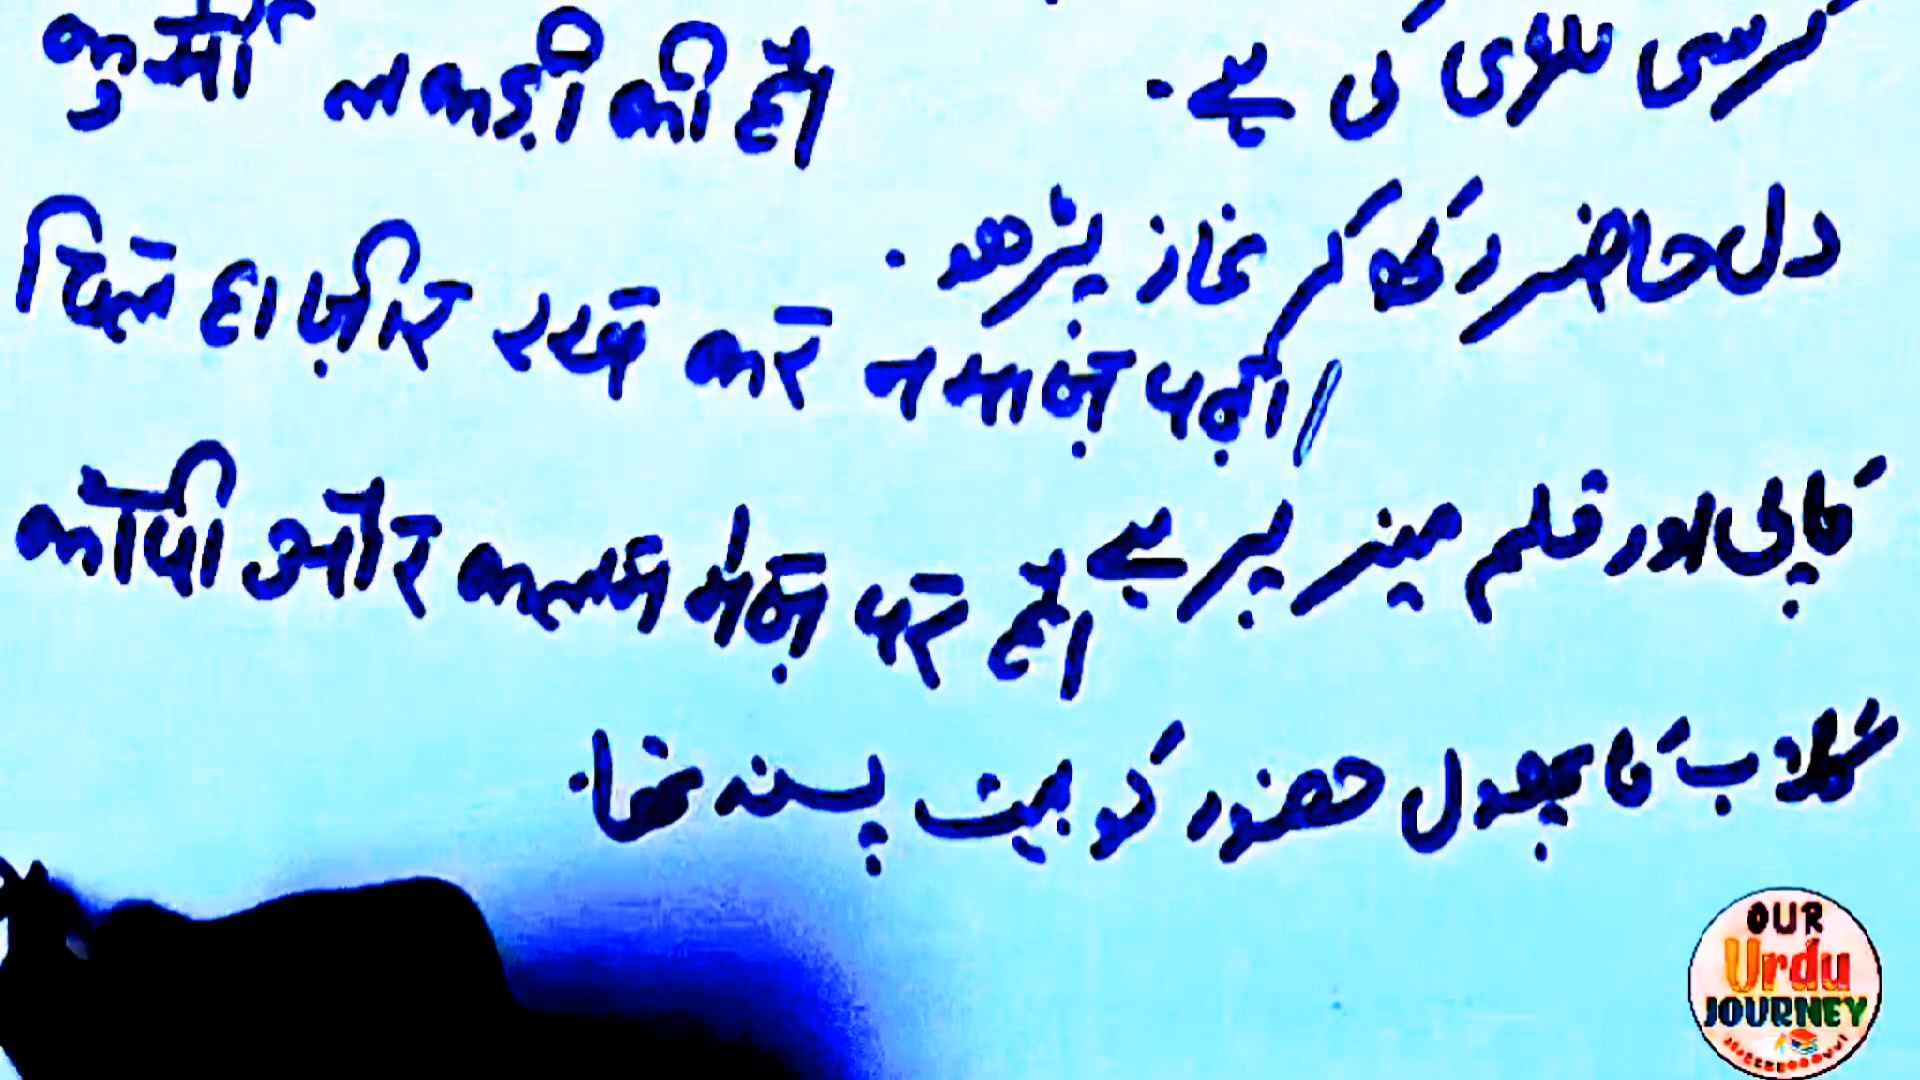 कुर्सी लकड़ी की है। کرسی لکڑی کی ہے۔
دل حاضر رکھ کر نماز پڑھو۔
दिल हाज़ीर रख कर नमाज़ पढ़ो।
کاپی اور قلم میز پر ہے
कॉपी और कलम मेज़ पर है।
گلاب کا پھول حضور کو بہت پسند تھا۔
OUR
Urdu
JOURNEY